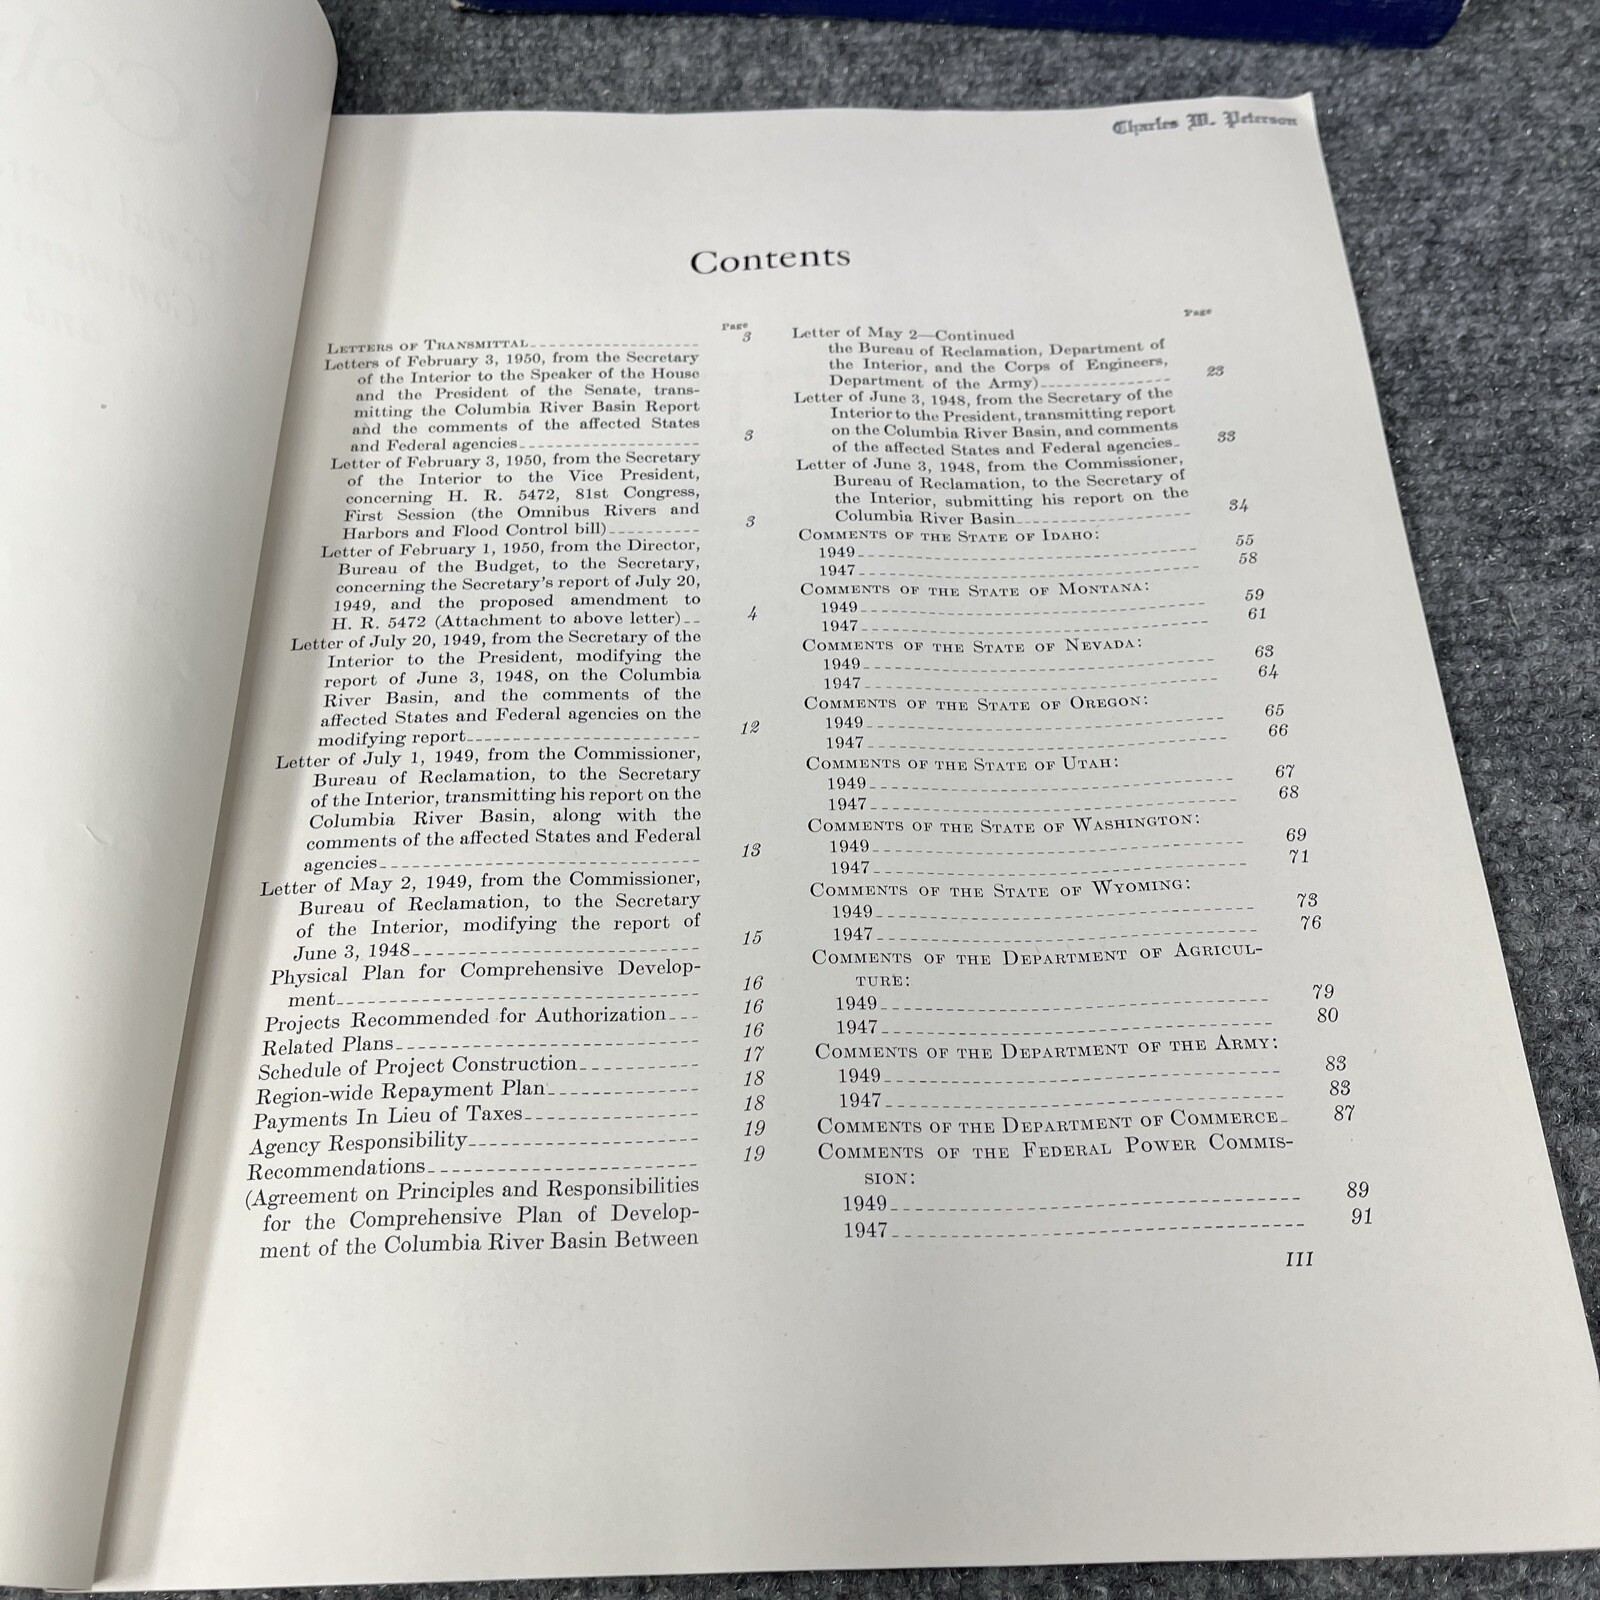 Charles M. Peterson
Contents
Page
LETTERS OF TRANSMITTAL 3
Letters of February 3, 1950, from the Secretary
of the Interior to the Speaker of the House
and the President of the Senate, trans-
mitting the Columbia River Basin Report
and the comments of the affected States
and Federal agencies 3
Letter of February 3, 1950, from the Secretary
of the Interior to the Vice President,
concerning H. R. 5472, 81st Congress,
First Session (the Omnibus Rivers and
Harbors and Flood Control bill) 3
Letter of February 1, 1950, from the Director,
Bureau of the Budget, to the Secretary,
concerning the Secretary's report of July 20,
1949, and the proposed amendment to
H. R. 5472 (Attachment to above letter) 4
Letter of July 20, 1949, from the Secretary of the
Interior to the President, modifying the
report of June 3, 1948, on the Columbia
River Basin, and the comments of the
affected States and Federal agencies on the
modifying report 12
Letter of July 1, 1949, from the Commissioner,
Bureau of Reclamation, to the Secretary
of the Interior, transmitting his report on the
Columbia River Basin, along with the
comments of the affected States and Federal
agencies 13
Letter of May 2, 1949, from the Commissioner,
Bureau of Reclamation, to the Secretary
of the Interior, modifying the report of
June 3, 1948 15
Physical Plan for Comprehensive Develop-
ment 16
Projects Recommended for Authorization 16
Related Plans 16
Schedule of Project Construction 17
Region-wide Repayment Plan 18
Payments In Lieu of Taxes 18
Agency Responsibility 19
Recommendations 19
(Agreement on Principles and Responsibilities
for the Comprehensive Plan of Develop-
ment of the Columbia River Basin Between
Page
Letter of May 2—Continued
the Bureau of Reclamation, Department of
the Interior, and the Corps of Engineers,
Department of the Army) 23
Letter of June 3, 1948, from the Secretary of the
Interior to the President, transmitting report
on the Columbia River Basin, and comments
of the affected States and Federal agencies 33
Letter of June 3, 1948, from the Commissioner,
Bureau of Reclamation, to the Secretary of
the Interior, submitting his report on the
Columbia River Basin 34
COMMENTS OF THE STATE OF IDAHO:
1949 55
1947 58
COMMENTS OF THE STATE OF MONTANA:
1949 59
1947 61
COMMENTS OF THE STATE OF NEVADA:
1949 63
1947 64
COMMENTS OF THE STATE OF OREGON:
1949 65
1947 66
COMMENTS OF THE STATE OF UTAH:
1949 67
1947 68
COMMENTS OF THE STATE OF WASHINGTON:
1949 69
1947 71
COMMENTS OF THE STATE OF WYOMING:
1949 73
1947 76
COMMENTS OF THE DEPARTMENT OF AGRICUL-
TURE:
1949 79
1947 80
COMMENTS OF THE DEPARTMENT OF THE ARMY:
1949 83
1947 83
COMMENTS OF THE DEPARTMENT OF COMMERCE 87
COMMENTS OF THE FEDERAL POWER COMMIS-
SION:
1949 89
1947 91
III